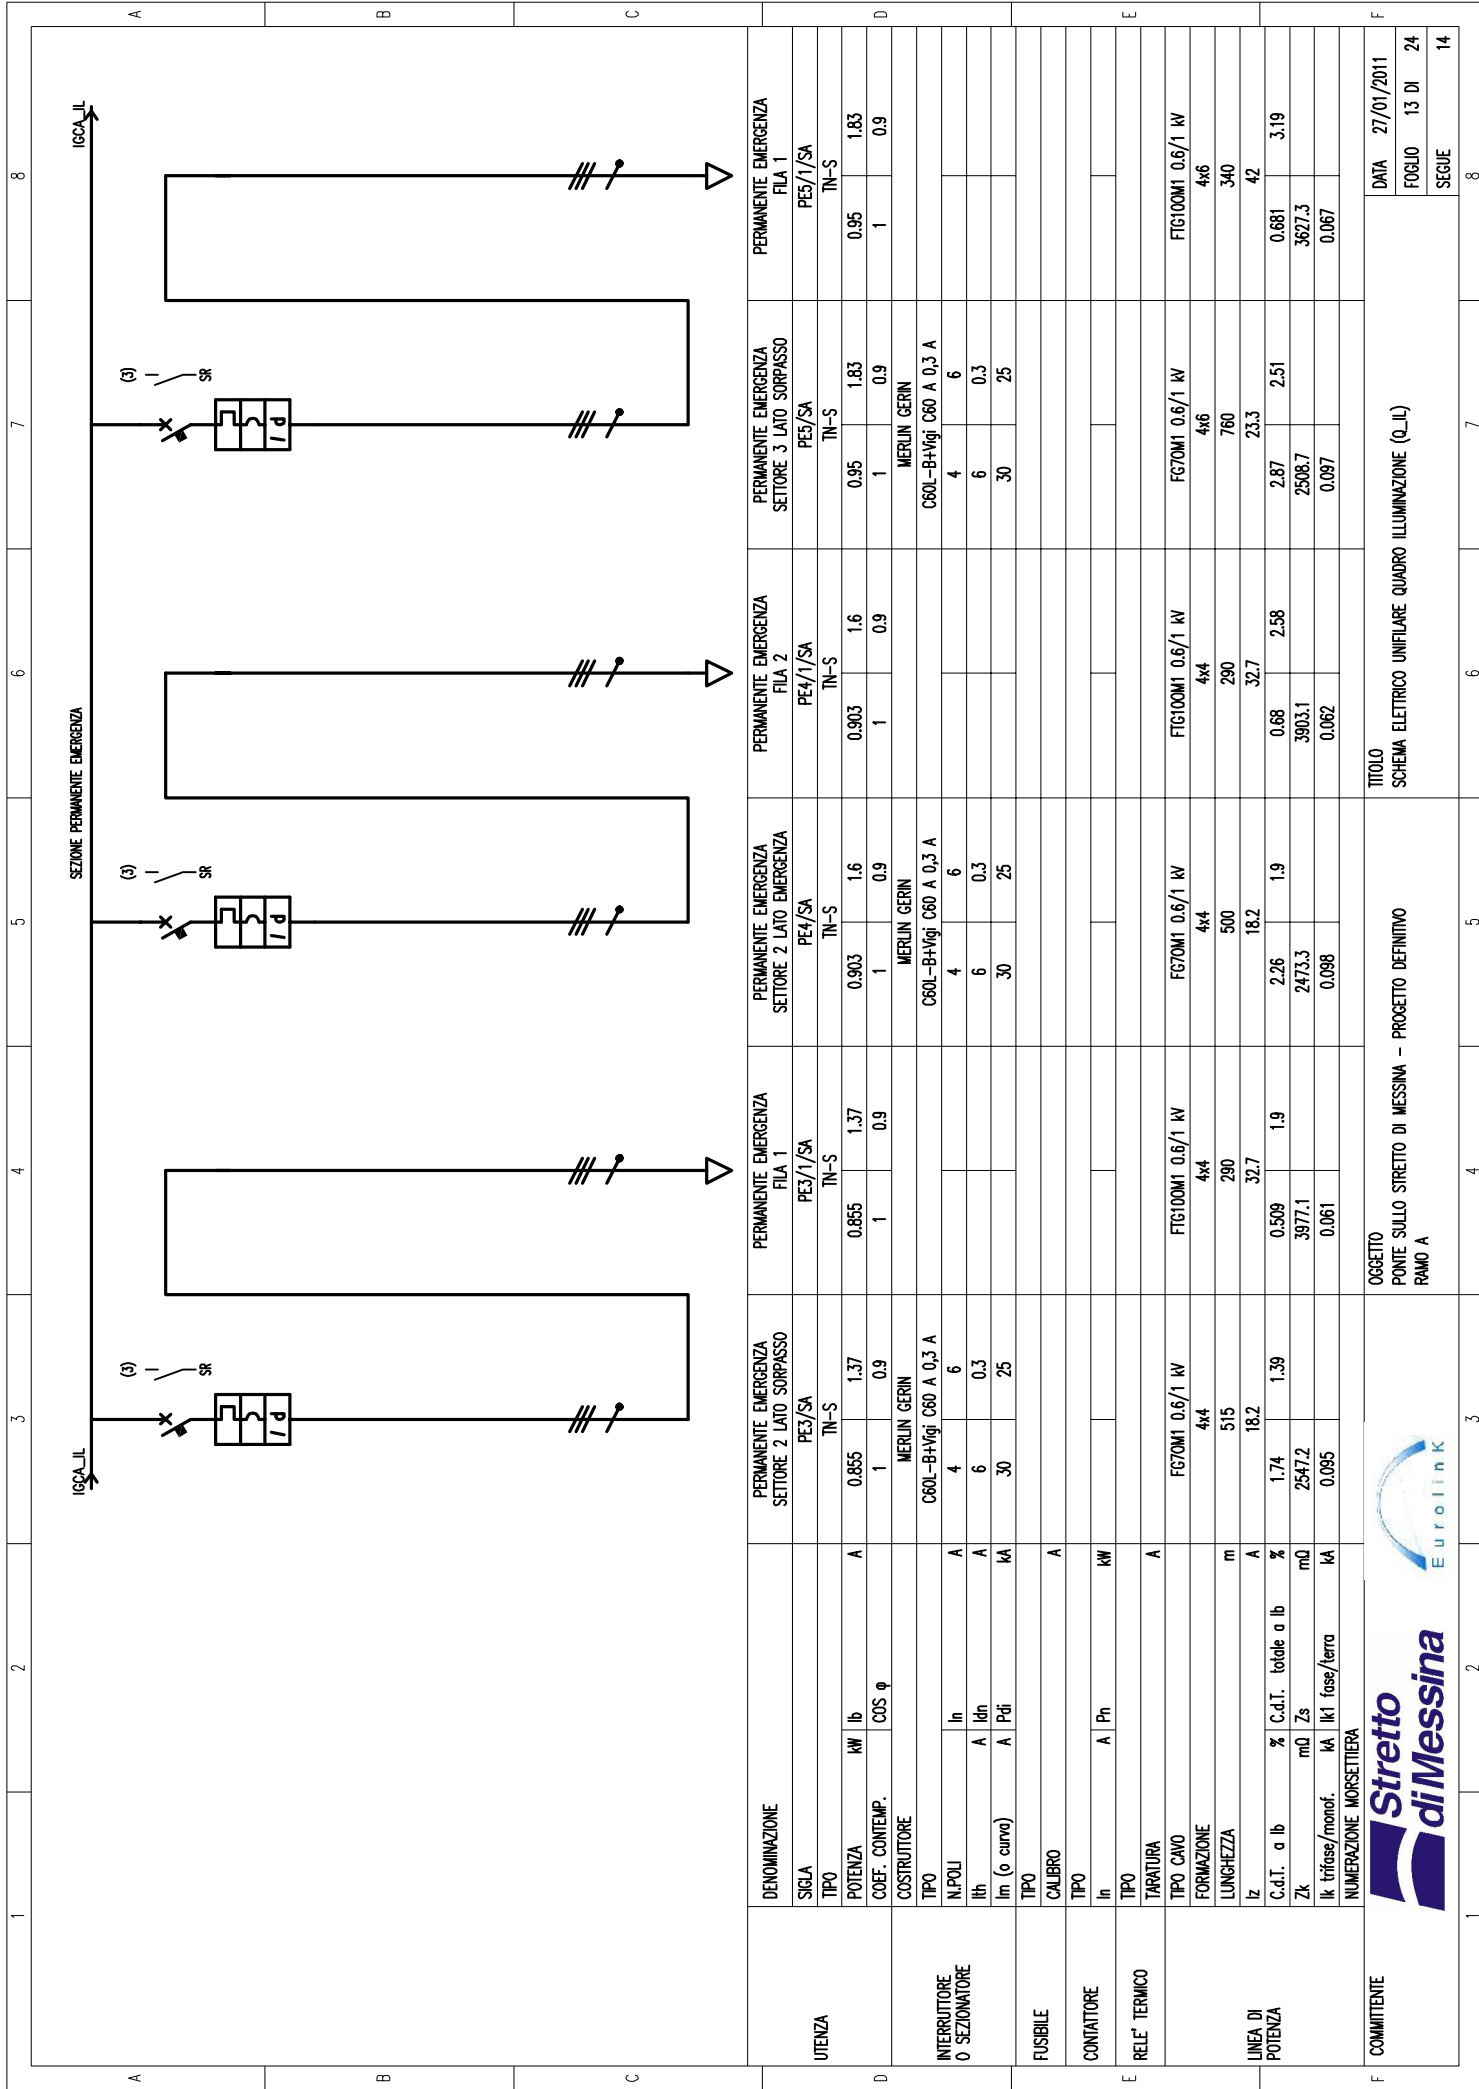 1 2 3 4 5 6 7 8
A A
B B
C C
D D
E E
F F
SEZIONE PERMANENTE EMERGENZA
IGCA_IL IGCA_IL
(3) (3) (3)
SR SR SR
I d I d I d
UTENZA
DENOMINAZIONE PERMANENTE EMERGENZA SETTORE 2 LATO SORPASSO PERMANENTE EMERGENZA FILA 1 PERMANENTE EMERGENZA SETTORE 2 LATO EMERGENZA PERMANENTE EMERGENZA FILA 2 PERMANENTE EMERGENZA SETTORE 3 LATO SORPASSO PERMANENTE EMERGENZA FILA 1
SIGLA PE3/SA PE3/1/SA PE4/SA PE4/1/SA PE5/SA PE5/1/SA
TIPO TN-S TN-S TN-S TN-S TN-S TN-S
POTENZA kW Ib A 0.855 1.37 0.855 1.37 0.903 1.6 0.903 1.6 0.95 1.83 0.95 1.83
COEF. CONTEMP. COS φ 1 0.9 1 0.9 1 0.9 1 0.9 1 0.9 1 0.9
INTERRUTTORE
O SEZIONATORE
COSTRUTTORE MERLIN GERIN MERLIN GERIN MERLIN GERIN
TIPO C60L-B+Vigi C60 A 0,3 A C60L-B+Vigi C60 A 0,3 A C60L-B+Vigi C60 A 0,3 A
N.POLI In A 4 6 4 6 4 6
Ith A Idn A 6 0.3 6 0.3 6 0.3
Im (o curva) A Pdi kA 30 25 30 25 30 25
FUSIBILE
TIPO
CALIBRO A
CONTATTORE
TIPO
In A Pn kW
RELE' TERMICO
TIPO
TARATURA A
LINEA DI
POTENZA
TIPO CAVO FG7OM1 0.6/1 kV FTG10OM1 0.6/1 kV FG7OM1 0.6/1 kV FTG10OM1 0.6/1 kV FG7OM1 0.6/1 kV FTG10OM1 0.6/1 kV
FORMAZIONE 4x4 4x4 4x4 4x4 4x6 4x6
LUNGHEZZA m 515 290 500 290 760 340
Iz A 18.2 32.7 18.2 32.7 23.3 42
C.d.T. a Ib % C.d.T. totale a Ib % 1.74 1.39 0.509 1.9 2.26 1.9 0.68 2.58 2.87 2.51 0.681 3.19
Zk mΩ Zs mΩ 2547.2 3977.1 2473.3 3903.1 2508.7 3627.3
Ik trifase/monof. kA Ik1 fase/terra kA 0.095 0.061 0.098 0.062 0.097 0.067
NUMERAZIONE MORSETTIERA
COMMITTENTE
Stretto
di Messina
Eurolink
OGGETTO
PONTE SULLO STRETTO DI MESSINA - PROGETTO DEFINITIVO
RAMO A
TITOLO
SCHEMA ELETTRICO UNIFILARE QUADRO ILLUMINAZIONE (Q_IL)
DATA 27/01/2011
FOGLIO 13 DI 24
SEGUE 14
1 2 3 4 5 6 7 8